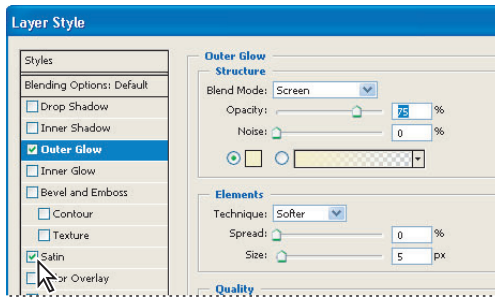 Layer Style
Styles
Blending Options: Default
Drop Shadow
Inner Shadow
Outer Glow
Inner Glow
Bevel and Emboss
Contour
Texture
Satin
Overlay
Outer Glow
Structure
Blend Mode: Screen
Opacity: 75 %
Noise: 0 %
Elements
Technique: Softer
Spread: 0 %
Size: 5 px
Quality